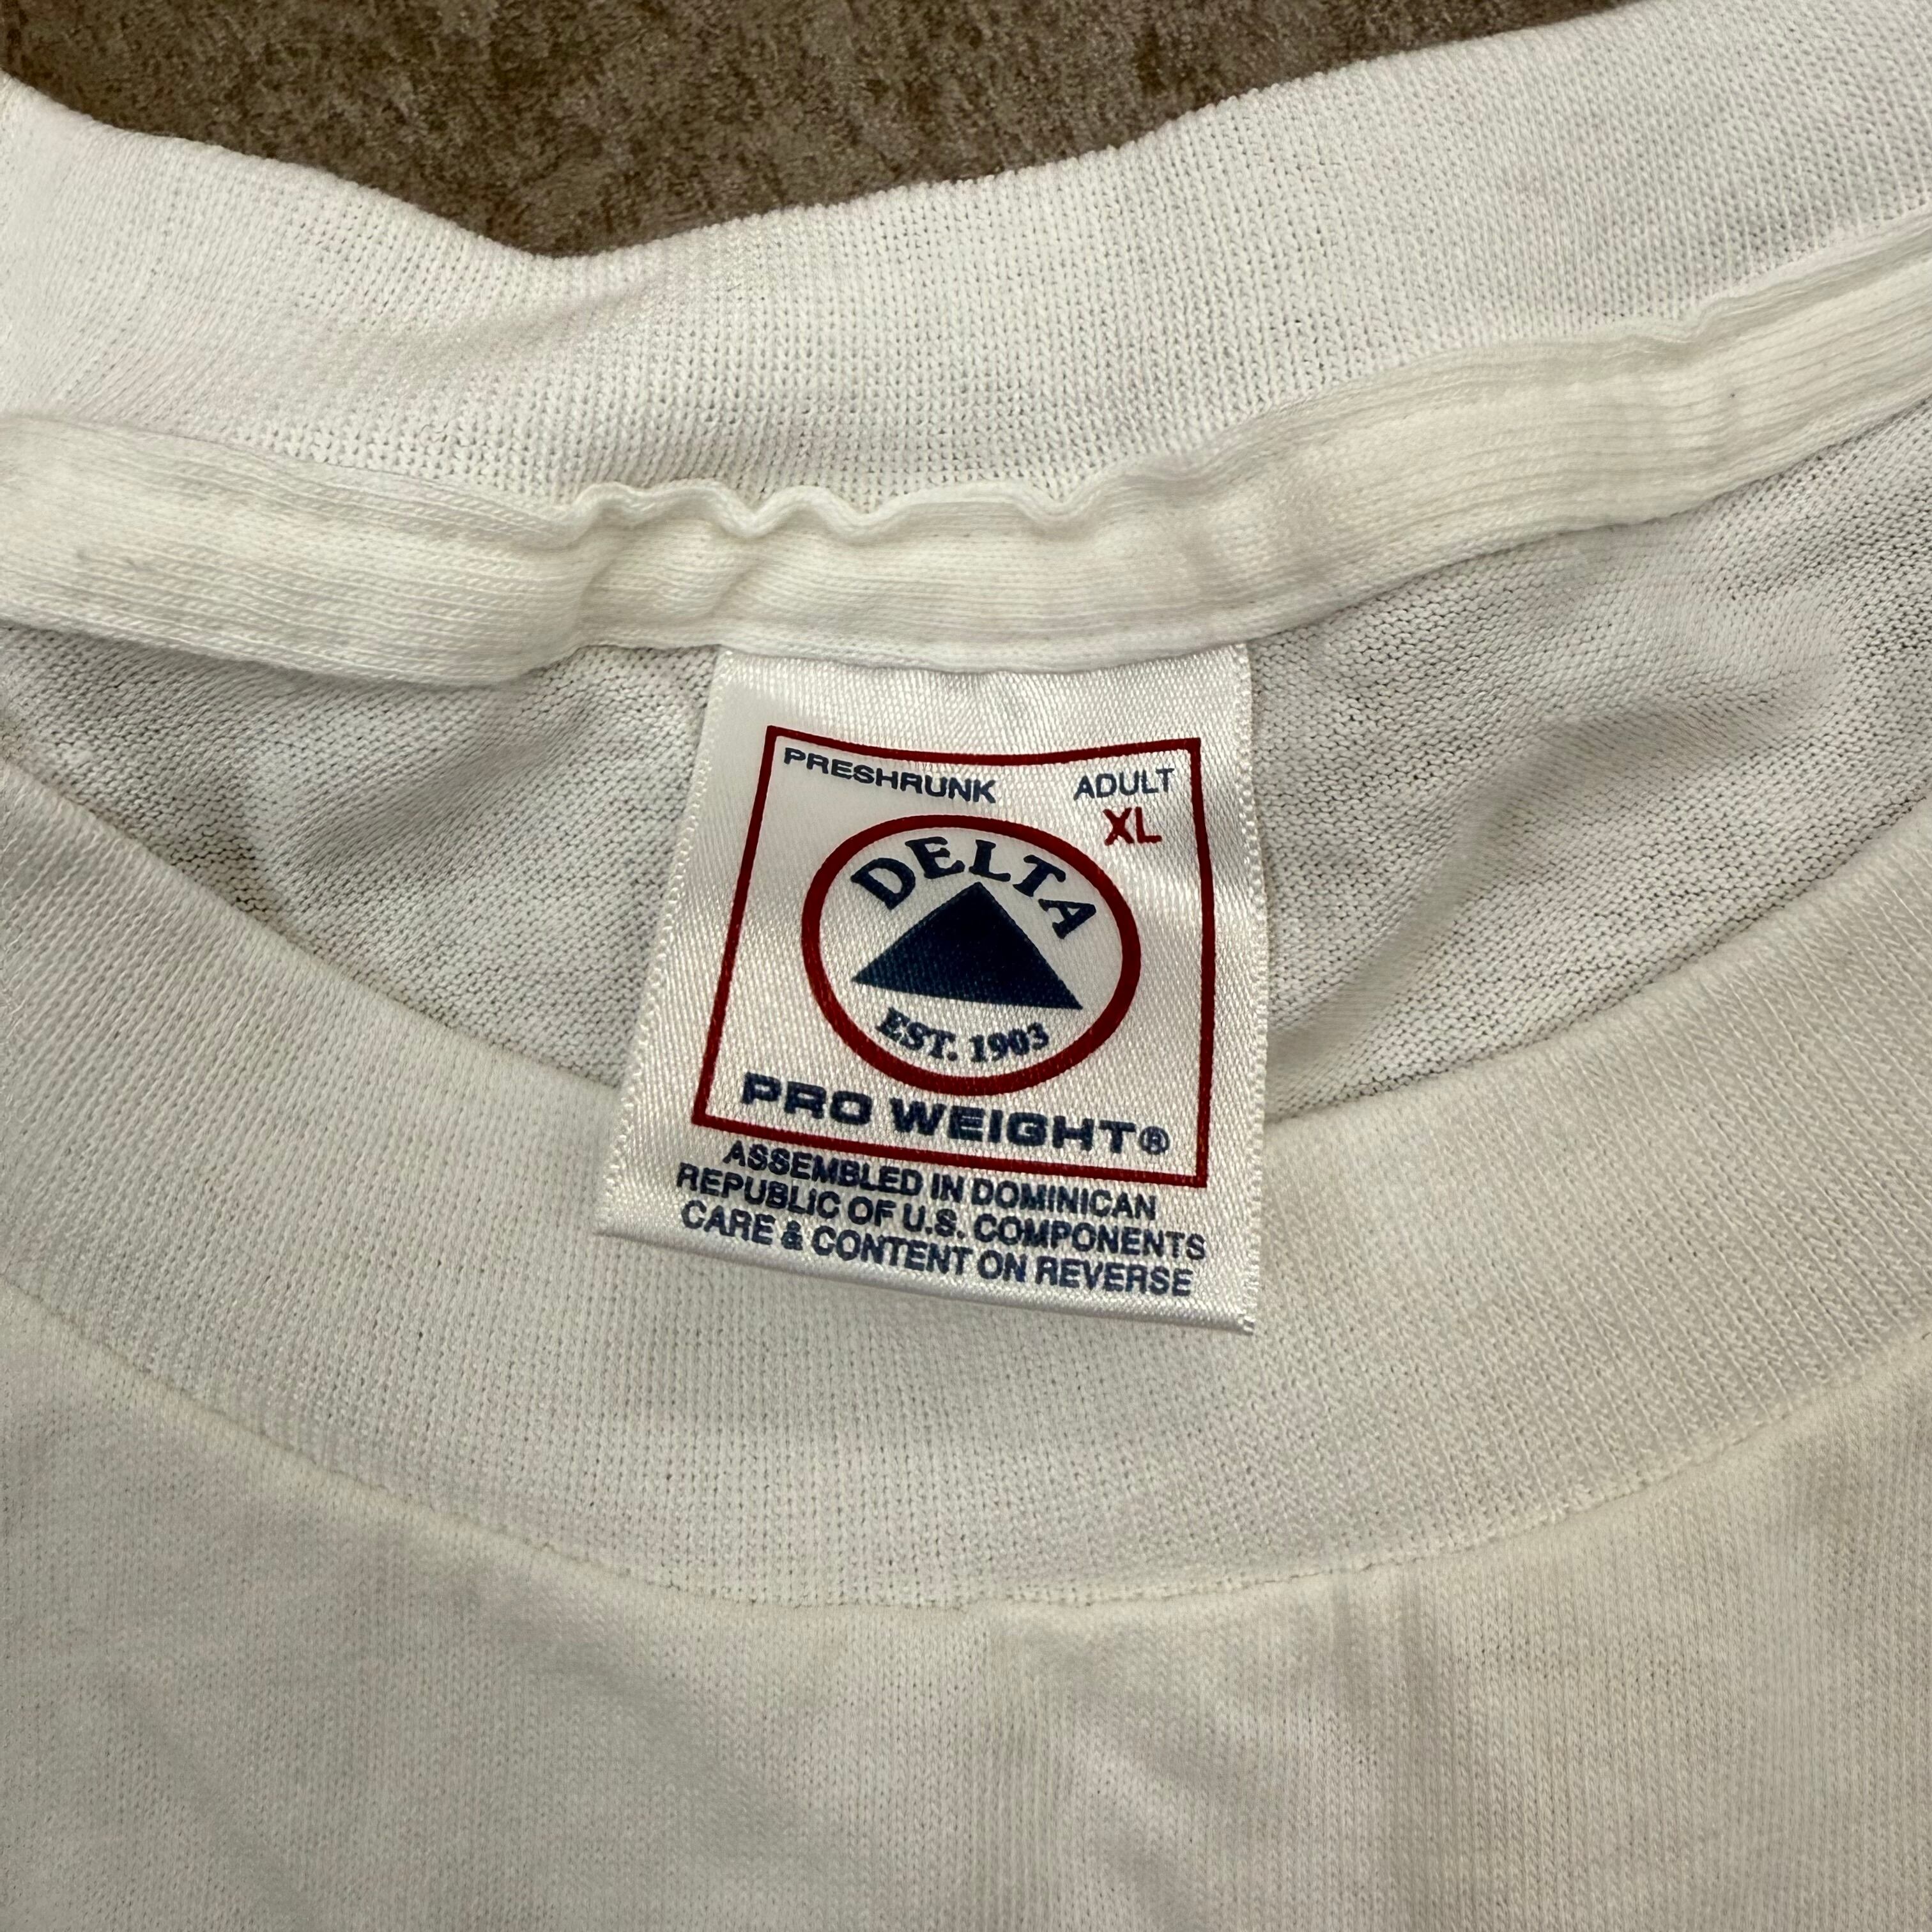 PRESHRUNK ADULT
XL
DELTA
EST. 1903
PRO WEIGHT®
ASSEMBLED IN DOMINICAN
REPUBLIC OF U.S. COMPONENTS
CARE & CONTENT ON REVERSE